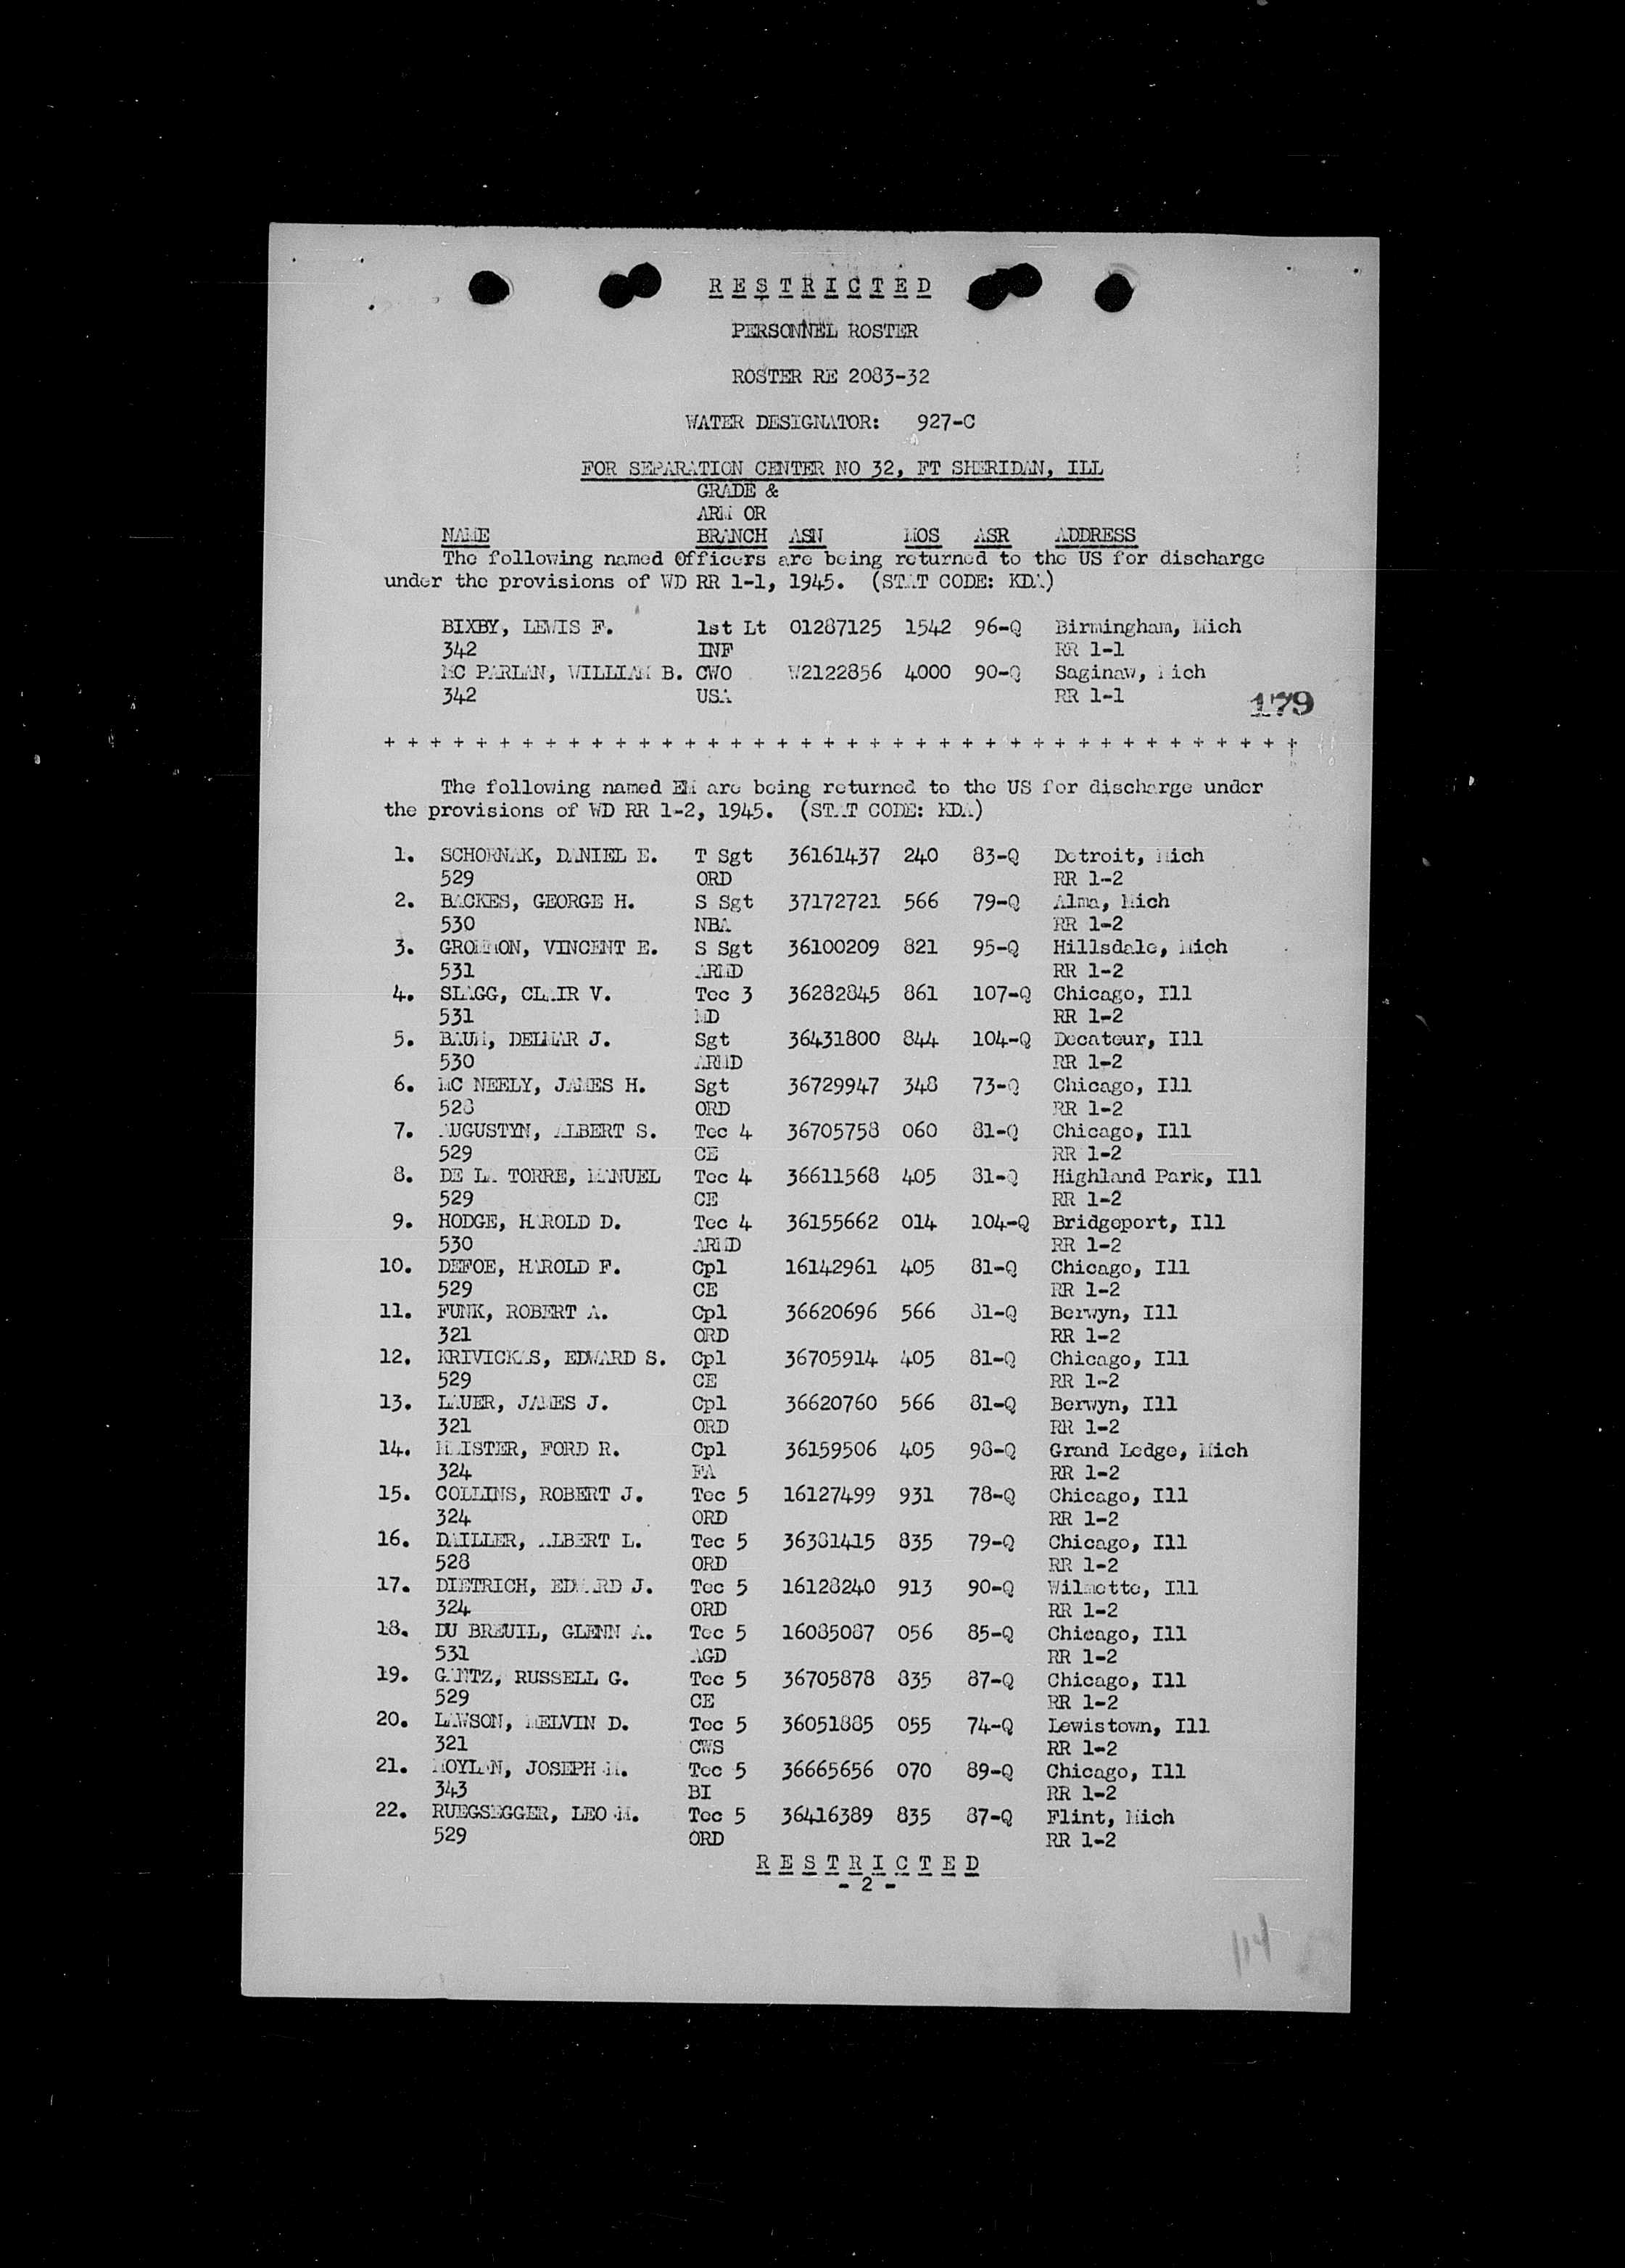 R E S T R I C T E D
PERSONNEL ROSTER
ROSTER RE 2083-32
WATER DESIGNATOR: 927-C
FOR SEPARATION CENTER NO 32, FT SHERIDAN, ILL
GRADE &
ARM OR
NAME BRANCH ASN MOS ASR ADDRESS
The following named Officers are being returned to the US for discharge
under the provisions of WD RR 1-1, 1945. (STAT CODE: KDA)
BIXBY, LEWIS F. 1st Lt 01287125 1542 96-Q Birmingham, Mich
342 INF RR 1-1
MC PARLAN, WILLIAM B. CWO W2122856 4000 90-Q Saginaw, Mich
342 USA RR 1-1
179
+ + + + + + + + + + + + + + + + + + + + + + + + + + + + + + + + + + + + + + + +
The following named EM are being returned to the US for discharge under
the provisions of WD RR 1-2, 1945. (STAT CODE: KDA)
1. SCHORNAK, DANIEL E. T Sgt 36161437 240 83-Q Detroit, Mich
529 ORD RR 1-2
2. BACKES, GEORGE H. S Sgt 37172721 566 79-Q Alma, Mich
530 NBA RR 1-2
3. GROMMON, VINCENT E. S Sgt 36100209 821 95-Q Hillsdale, Mich
531 ARMD RR 1-2
4. SLAGG, CLAIR V. Tec 3 36282845 861 107-Q Chicago, Ill
531 MD RR 1-2
5. BAUM, DELMAR J. Sgt 36431800 844 104-Q Decateur, Ill
530 ARMD RR 1-2
6. MC NEELY, JAMES H. Sgt 36729947 348 73-Q Chicago, Ill
528 ORD RR 1-2
7. AUGUSTYN, ALBERT S. Tec 4 36705758 060 81-Q Chicago, Ill
529 CE RR 1-2
8. DE LA TORRE, MANUEL Tec 4 36611568 405 81-Q Highland Park, Ill
529 CE RR 1-2
9. HODGE, HAROLD D. Tec 4 36155662 014 104-Q Bridgeport, Ill
530 ARMD RR 1-2
10. DEFOE, HAROLD F. Cpl 16142961 405 81-Q Chicago, Ill
529 CE RR 1-2
11. FUNK, ROBERT A. Cpl 36620696 566 81-Q Berwyn, Ill
321 ORD RR 1-2
12. KRIVICKAS, EDWARD S. Cpl 36705914 405 81-Q Chicago, Ill
529 CE RR 1-2
13. LAUER, JAMES J. Cpl 36620760 566 81-Q Berwyn, Ill
321 ORD RR 1-2
14. MAISTER, FORD R. Cpl 36159506 405 98-Q Grand Ledge, Mich
324 FA RR 1-2
15. COLLINS, ROBERT J. Tec 5 16127499 931 78-Q Chicago, Ill
324 ORD RR 1-2
16. DAILLER, ALBERT L. Tec 5 36381415 835 79-Q Chicago, Ill
528 ORD RR 1-2
17. DIETRICH, EDWARD J. Tec 5 16128240 913 90-Q Wilmette, Ill
324 ORD RR 1-2
18. DU BREUIL, GLENN A. Tec 5 16085087 056 85-Q Chicago, Ill
531 AGD RR 1-2
19. GANTZ, RUSSELL G. Tec 5 36705878 835 87-Q Chicago, Ill
529 CE RR 1-2
20. LAWSON, MELVIN D. Tec 5 36051885 055 74-Q Lewistown, Ill
321 CWS RR 1-2
21. MOYLAN, JOSEPH M. Tec 5 36665656 070 89-Q Chicago, Ill
343 BI RR 1-2
22. RUEGSEGGER, LEO M. Tec 5 36416389 835 87-Q Flint, Mich
529 ORD RR 1-2
R E S T R I C T E D
- 2 -
114